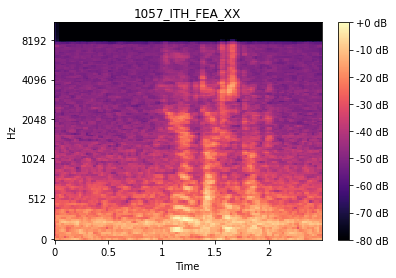 1057_ITH_FEA_XX
+0 dB
8192
-10 dB
4096
-20 dB
-30 dB
2048
Hz
-40 dB
1024
-50 dB
512
-60 dB
-70 dB
0
-80 dB
0 0.5 1 1.5 2
Time